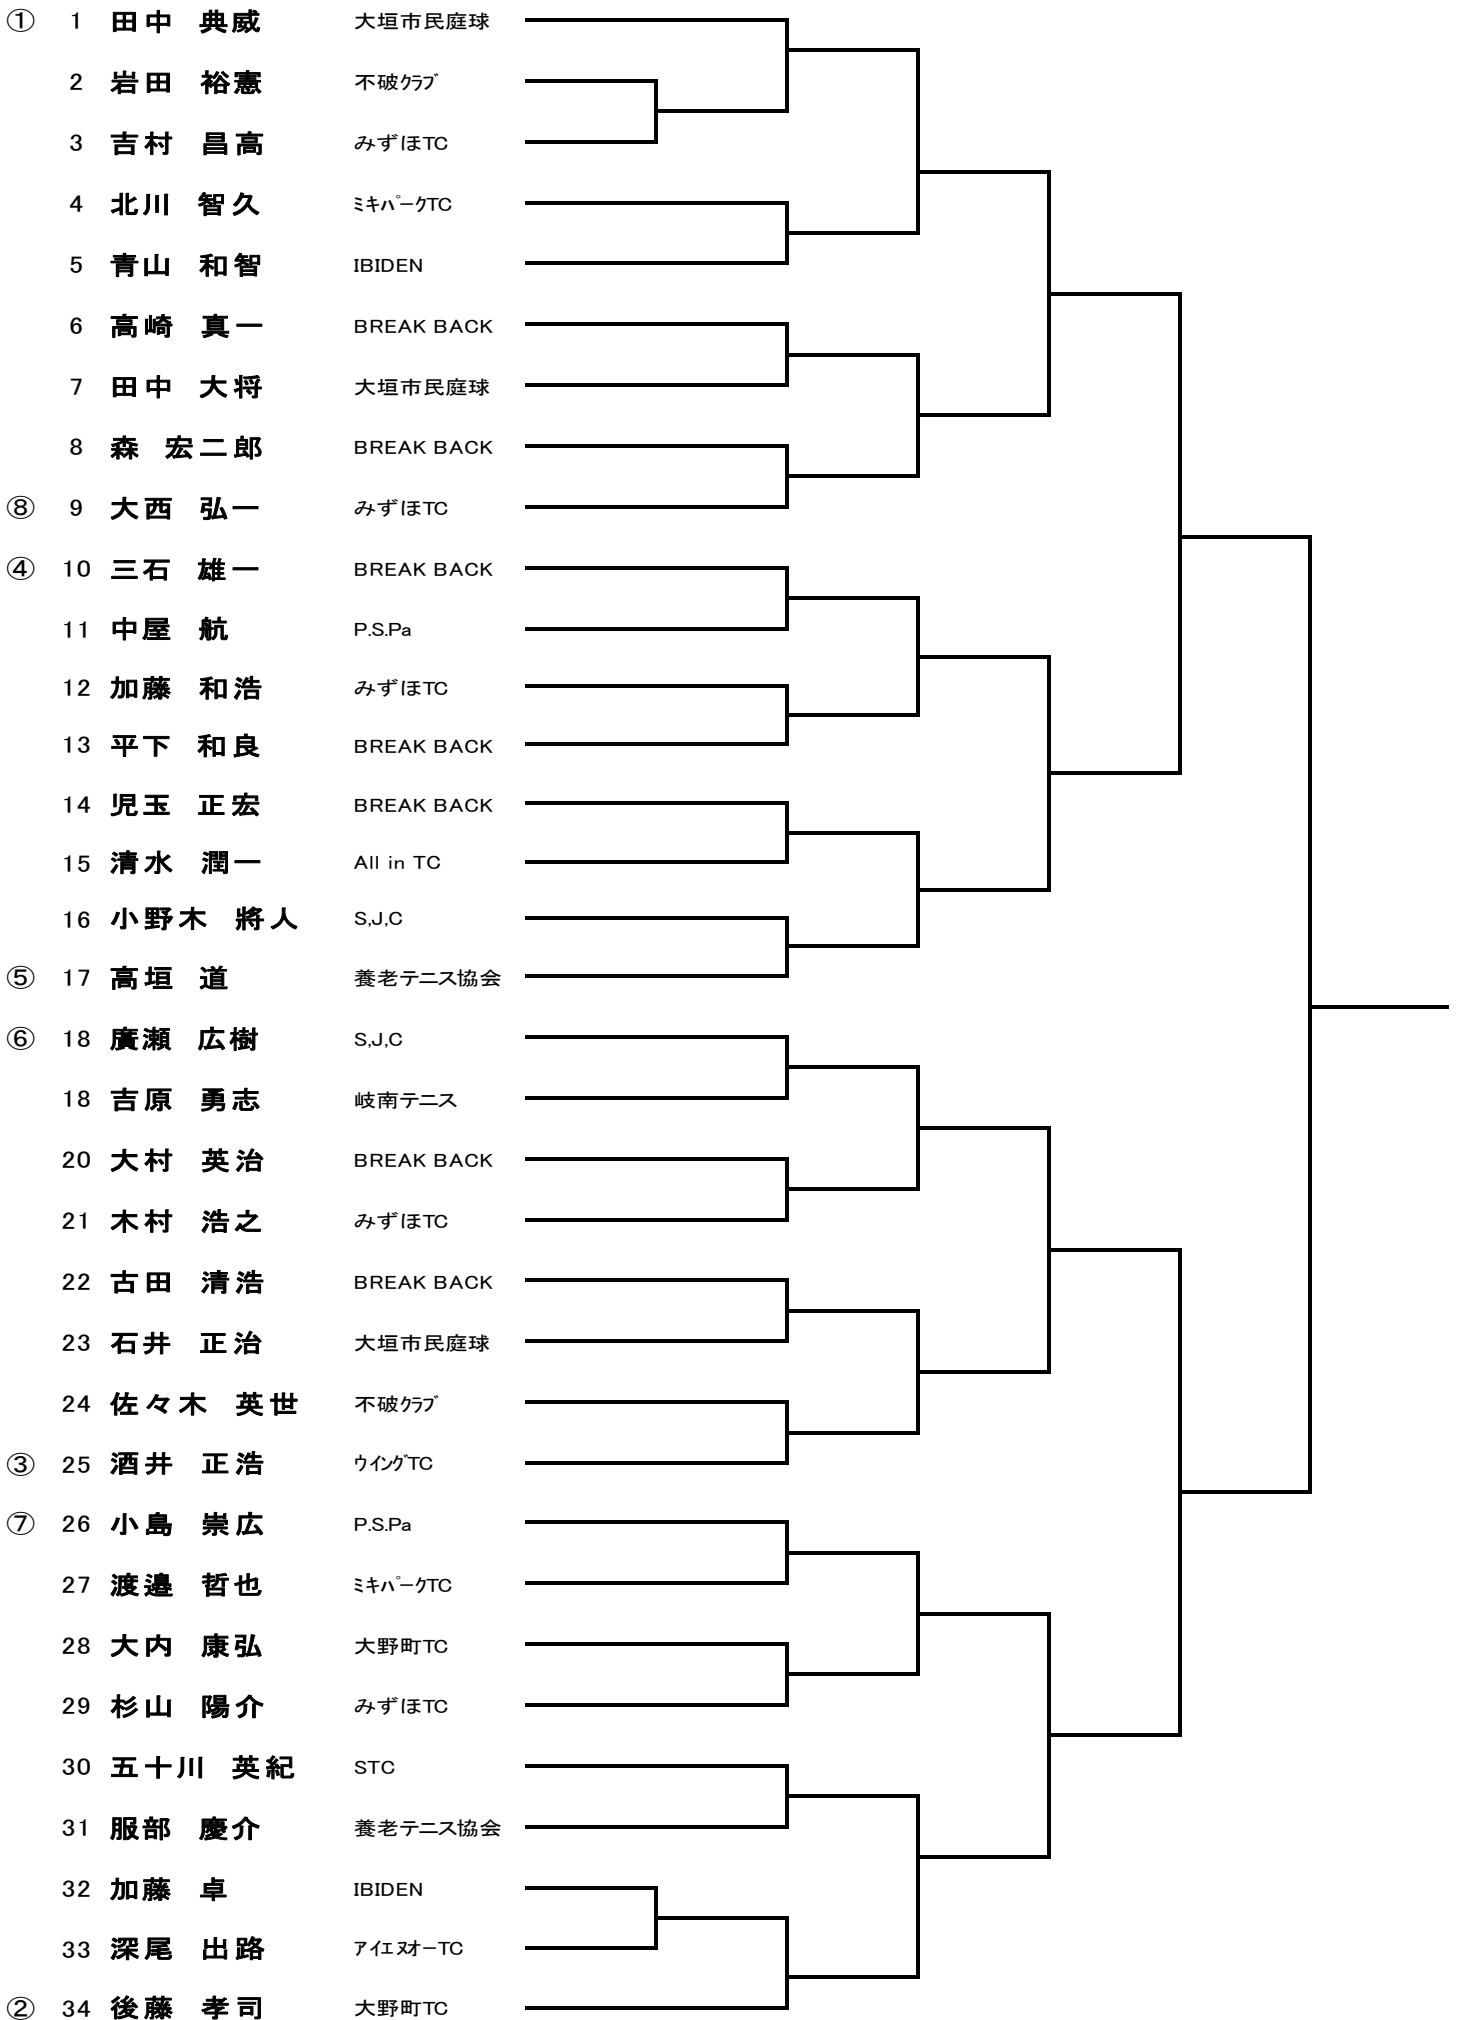 ① 1 田中 典威 大垣市民庭球
2 岩田 裕憲 不破ｸﾗﾌﾞ
3 吉村 昌高 みずほTC
4 北川 智久 ﾐｷﾊﾟｰｸTC
5 青山 和智 IBIDEN
6 高崎 真一 BREAK BACK
7 田中 大将 大垣市民庭球
8 森 宏二郎 BREAK BACK
⑧ 9 大西 弘一 みずほTC
④ 10 三石 雄一 BREAK BACK
11 中屋 航 P.S.Pa
12 加藤 和浩 みずほTC
13 平下 和良 BREAK BACK
14 児玉 正宏 BREAK BACK
15 清水 潤一 All in TC
16 小野木 將人 S,J,C
⑤ 17 高垣 道 養老テニス協会
⑥ 18 廣瀬 広樹 S,J,C
18 吉原 勇志 岐南テニス
20 大村 英治 BREAK BACK
21 木村 浩之 みずほTC
22 古田 清浩 BREAK BACK
23 石井 正治 大垣市民庭球
24 佐々木 英世 不破ｸﾗﾌﾞ
③ 25 酒井 正浩 ｳｲﾝｸﾞTC
⑦ 26 小島 崇広 P.S.Pa
27 渡邉 哲也 ﾐｷﾊﾟｰｸTC
28 大内 康弘 大野町TC
29 杉山 陽介 みずほTC
30 五十川 英紀 STC
31 服部 慶介 養老テニス協会
32 加藤 卓 IBIDEN
33 深尾 出路 ｱｲｴﾇｵｰTC
② 34 後藤 孝司 大野町TC